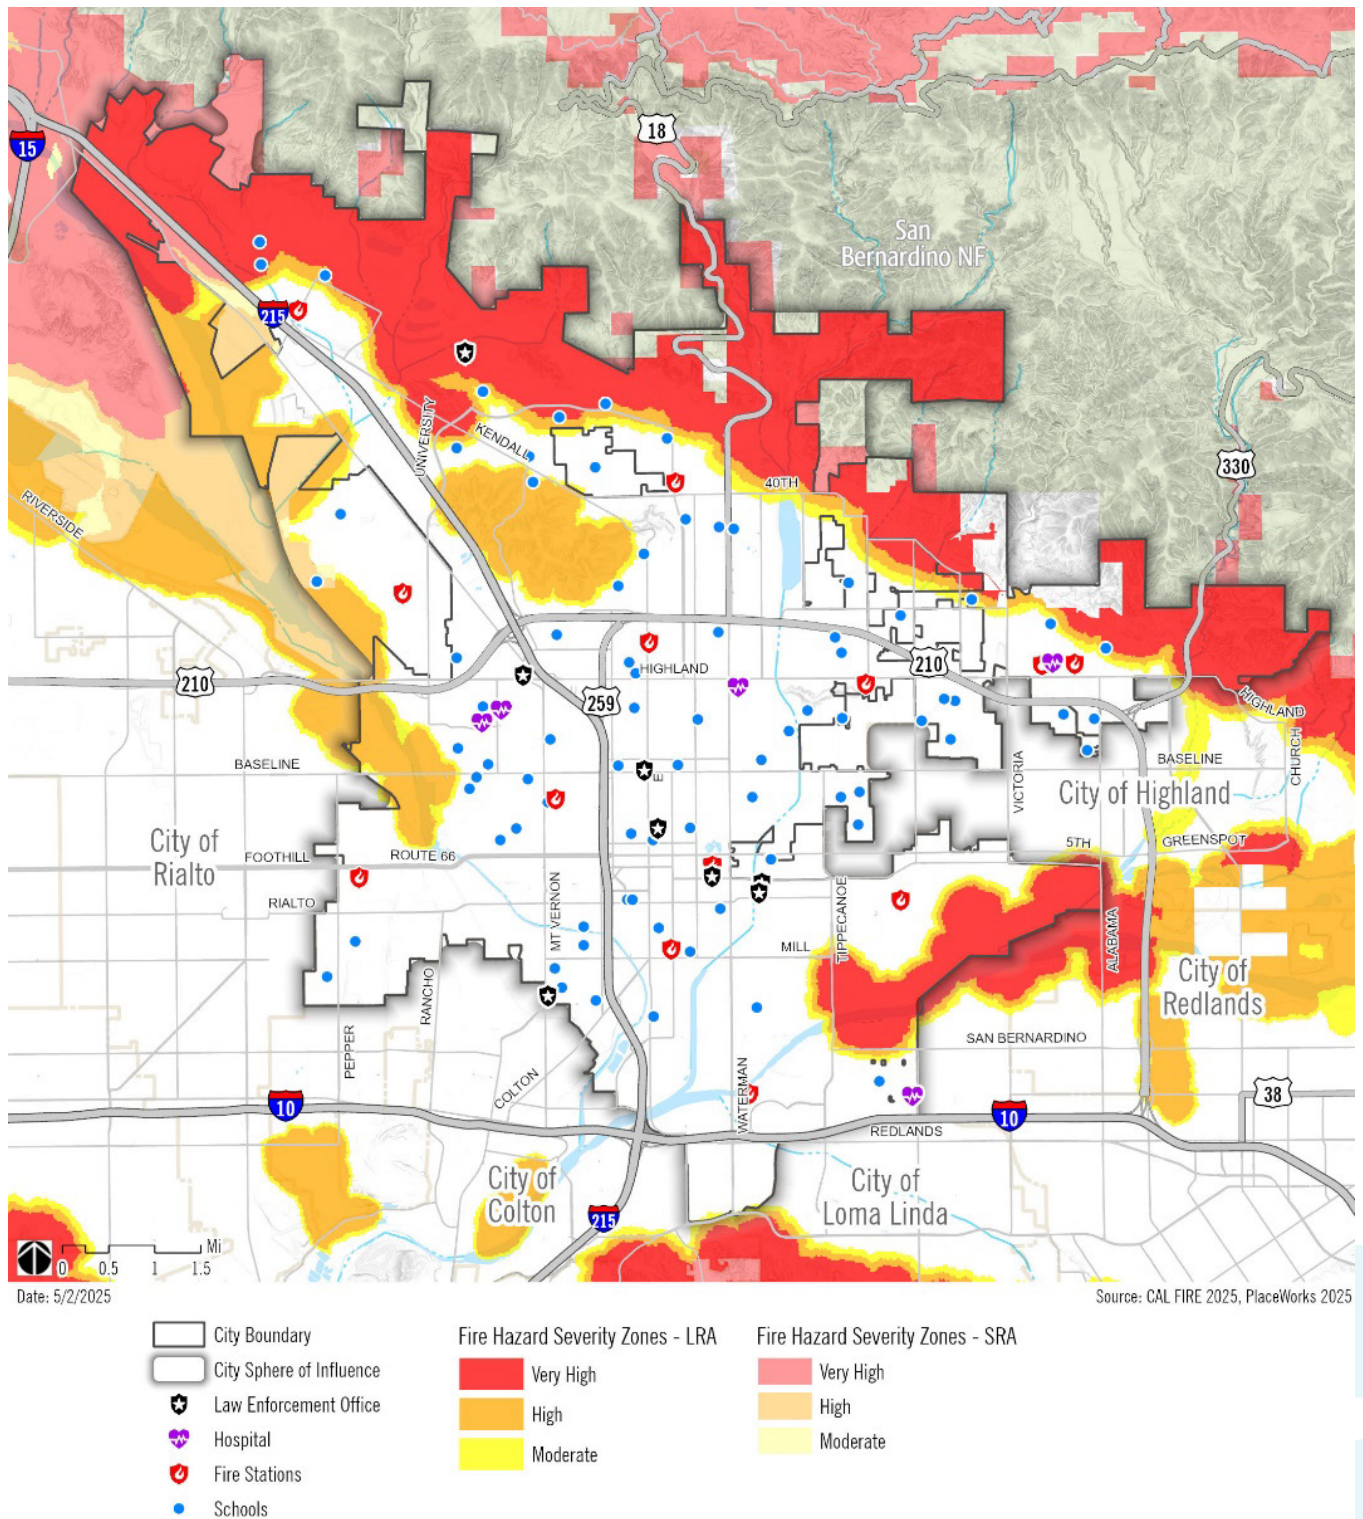 18
15
San
Bernardino NF
215
UNIVERSITY
KENDALL
330
40TH
RIVERSIDE
210
HIGHLAND
210
259
HIGHLAND
BASELINE
E
VICTORIA
BASELINE
CHURCH
City of Highland
City of
Rialto
FOOTHILL
ROUTE 66
5TH
GREENSPOT
RIALTO
MT VERNON
TIPPECANOE
MILL
ALABAMA
City of
Redlands
RANCHO
PEPPER
SAN BERNARDINO
COLTON
WATERMAN
10
10
38
REDLANDS
City of
Colton
City of
Loma Linda
215
Mi
0 0.5 1 1.5
Date: 5/2/2025
Source: CAL FIRE 2025, PlaceWorks 2025
City Boundary
City Sphere of Influence
Law Enforcement Office
Hospital
Fire Stations
Schools
Fire Hazard Severity Zones - LRA
Very High
High
Moderate
Fire Hazard Severity Zones - SRA
Very High
High
Moderate